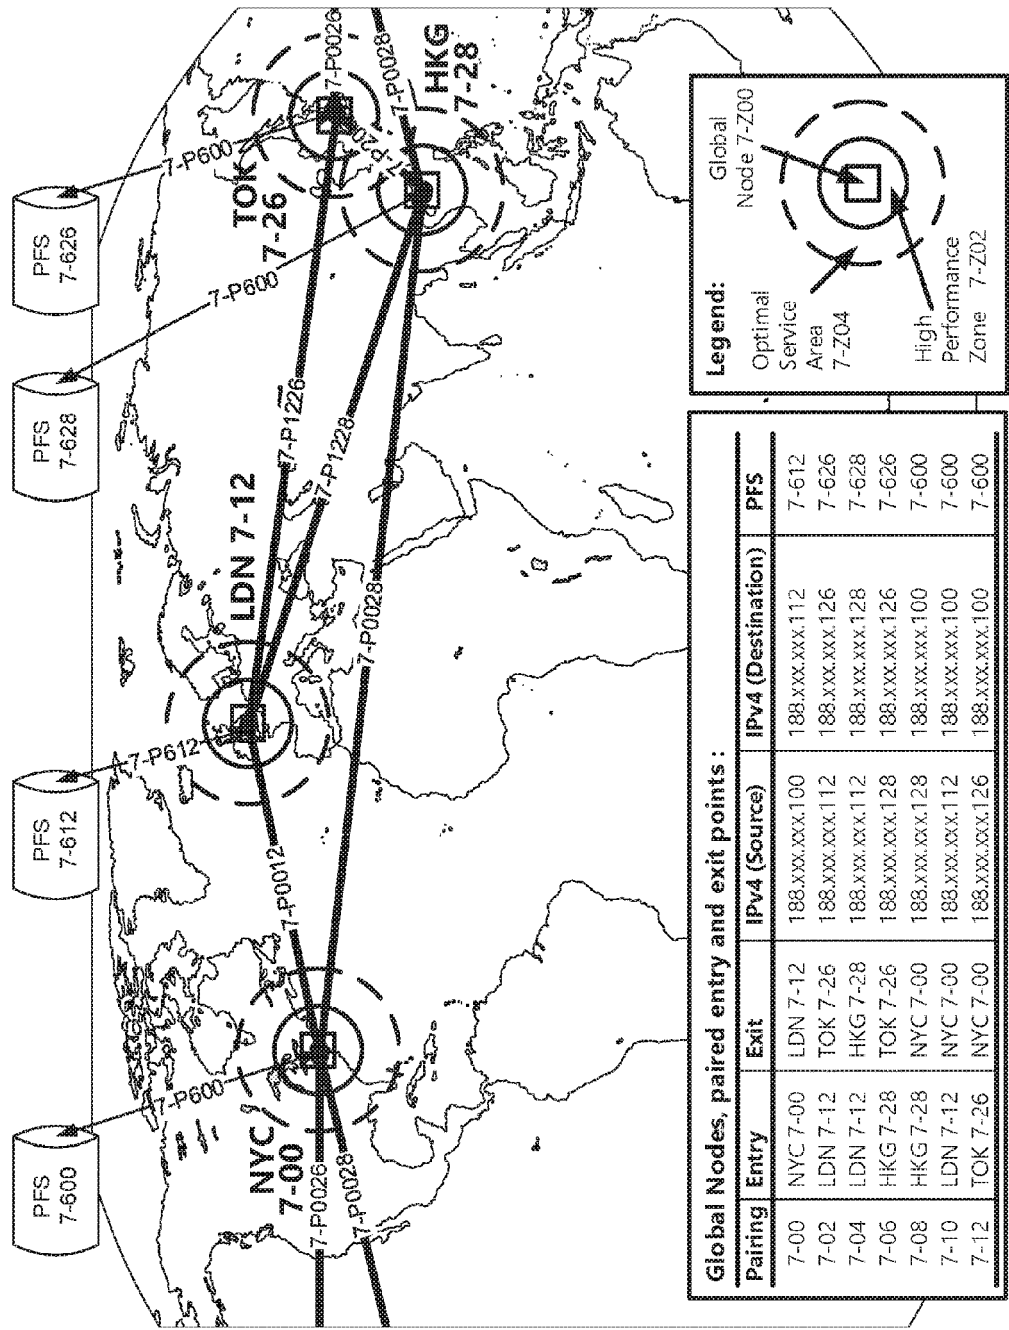 PFS
7-600
PFS
7-612
PFS
7-628
PFS
7-626
7-P600
7-P612
7-P600
7-P600
NYC
7-00
LDN 7-12
TOK
7-26
HKG
7-28
7-P0026
7-P0028
7-P0012
7-P0028
7-P1226
7-P1228
7-P0026
7-P0028
Global Nodes, paired entry and exit points :
Pairing Entry Exit IPv4 (Source) IPv4 (Destination) PFS
7-00 NYC 7-00 LDN 7-12 188.xxx.xxx.100 188.xxx.xxx.112 7-612
7-02 LDN 7-12 TOK 7-26 188.xxx.xxx.112 188.xxx.xxx.126 7-626
7-04 LDN 7-12 HKG 7-28 188.xxx.xxx.112 188.xxx.xxx.128 7-628
7-06 HKG 7-28 TOK 7-26 188.xxx.xxx.128 188.xxx.xxx.126 7-626
7-08 HKG 7-28 NYC 7-00 188.xxx.xxx.128 188.xxx.xxx.100 7-600
7-10 LDN 7-12 NYC 7-00 188.xxx.xxx.112 188.xxx.xxx.100 7-600
7-12 TOK 7-26 NYC 7-00 188.xxx.xxx.126 188.xxx.xxx.100 7-600
Legend:
Optimal
Service
Area
7-Z04
Global
Node 7-Z00
High
Performance
Zone 7-Z02